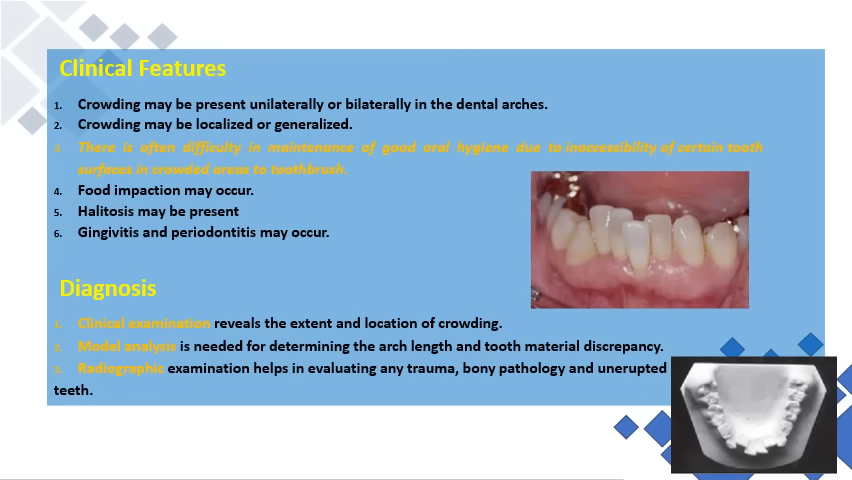 Clinical Features
1. Crowding may be present unilaterally or bilaterally in the dental arches.
2. Crowding may be localized or generalized.
3. There is often difficulty in maintenance of good oral hygiene due to inaccessibility of certain tooth
surfaces in crowded areas to toothbrush.
4. Food impaction may occur.
5. Halitosis may be present
6. Gingivitis and periodontitis may occur.
Diagnosis
1. Clinical examination reveals the extent and location of crowding.
2. Model analysis is needed for determining the arch length and tooth material discrepancy.
3. Radiographic examination helps in evaluating any trauma, bony pathology and unerupted
teeth.